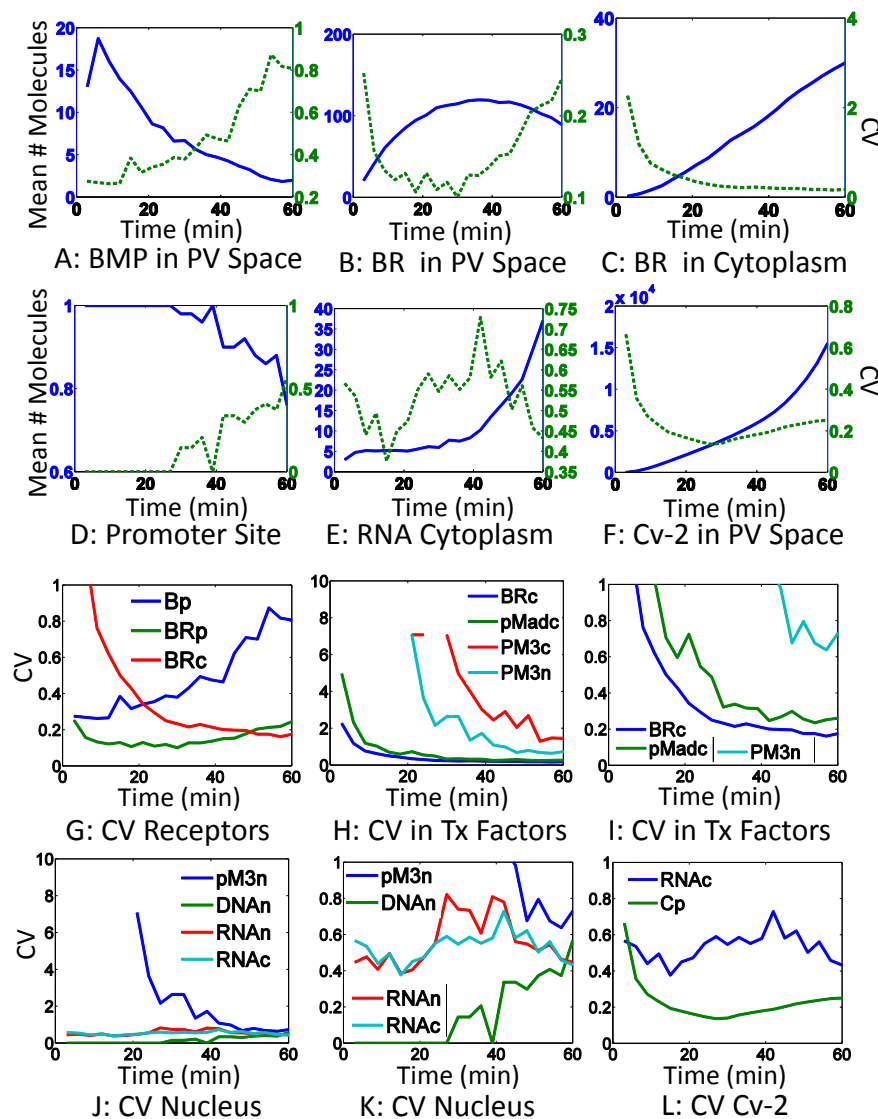 20
15
10
5
0
0 20 40 60
1
0.8
0.6
0.4
0.2
Mean # Molecules
Time (min)
A: BMP in PV Space
200
100
0
0 20 40 60
0.3
0.2
0.1
Time (min)
B: BR in PV Space
40
20
0
0 20 40 60
4
2
0
CV
Time (min)
C: BR in Cytoplasm
1
0.8
0.6
0 20 40 60
1
0.5
0
Mean # Molecules
Time (min)
D: Promoter Site
40
35
30
25
20
15
10
5
0
0 20 40 60
0.75
0.7
0.65
0.6
0.55
0.5
0.45
0.4
0.35
Time (min)
E: RNA Cytoplasm
x 10⁴
2
1.5
1
0.5
0
0 20 40 60
0.8
0.6
0.4
0.2
0
CV
Time (min)
F: Cv-2 in PV Space
1
0.8
0.6
0.4
0.2
0
0 20 40 60
CV
Bp
BRp
BRc
Time (min)
G: CV Receptors
10
8
6
4
2
0
0 20 40 60
BRc
pMadc
PM3c
PM3n
Time (min)
H: CV in Tx Factors
1
0.8
0.6
0.4
0.2
0
0 20 40 60
BRc
pMadc PM3n
Time (min)
I: CV in Tx Factors
10
8
6
4
2
0
0 20 40 60
CV
pM3n
DNAn
RNAn
RNAc
Time (min)
J: CV Nucleus
1
0.8
0.6
0.4
0.2
0
0 20 40 60
pM3n
DNAn
RNAn
RNAc
Time (min)
K: CV Nucleus
1
0.8
0.6
0.4
0.2
0
0 20 40 60
RNAc
Cp
Time (min)
L: CV Cv-2